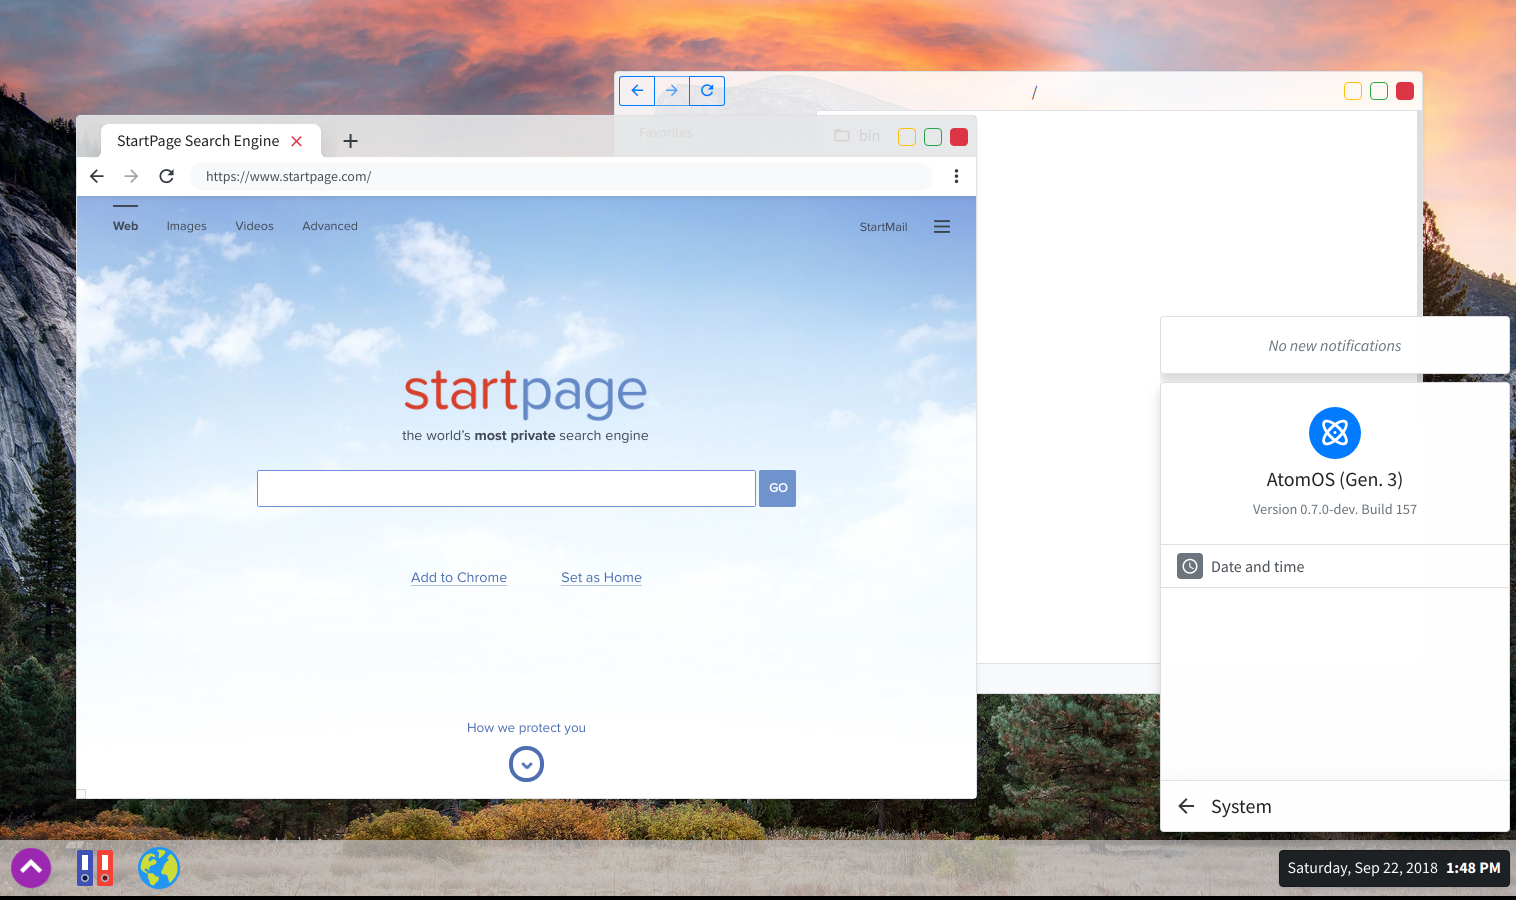 /
Favorites
bin
StartPage Search Engine
https://www.startpage.com/
Web Images Videos Advanced StartMail
startpage
the world's most private search engine
GO
Add to Chrome Set as Home
How we protect you
No new notifications
AtomOS (Gen. 3)
Version 0.7.0-dev. Build 157
Date and time
System
Saturday, Sep 22, 2018 1:48 PM